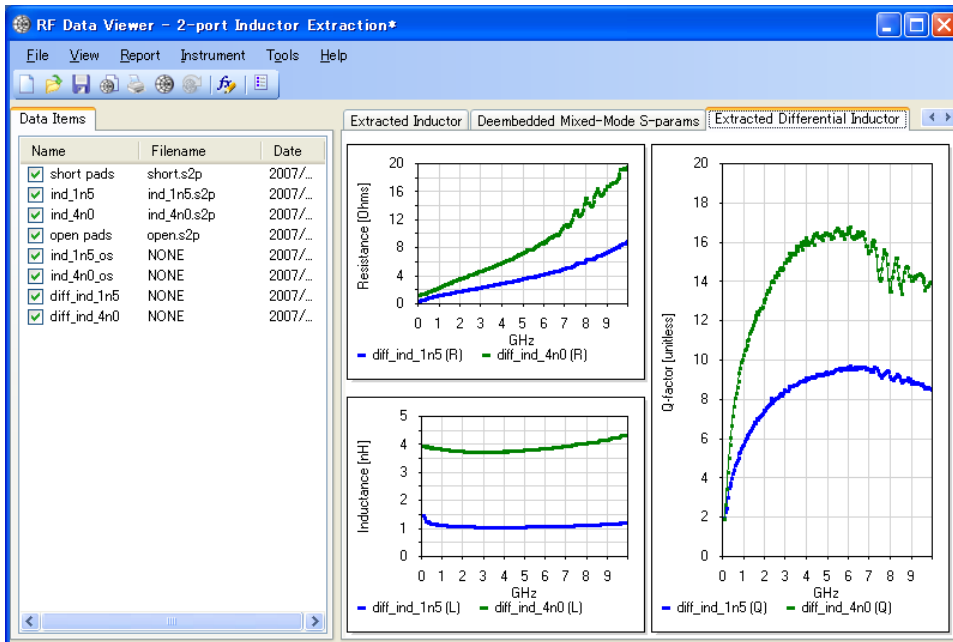 RF Data Viewer - 2-port Inductor Extraction*
File View Report Instrument Tools Help
Data Items
Name Filename Date
short pads short.s2p 2007/...
ind_1n5 ind_1n5.s2p 2007/...
ind_4n0 ind_4n0.s2p 2007/...
open pads open.s2p 2007/...
ind_1n5_os NONE 2007/...
ind_4n0_os NONE 2007/...
diff_ind_1n5 NONE 2007/...
diff_ind_4n0 NONE 2007/...
Extracted Inductor Deembedded Mixed-Mode S-params Extracted Differential Inductor
Resistance [Ohms]
20
16
12
8
4
0
0 1 2 3 4 5 6 7 8 9
GHz
diff_ind_1n5 (R) diff_ind_4n0 (R)
Inductance [nH]
5
4
3
2
1
0
0 1 2 3 4 5 6 7 8 9
GHz
diff_ind_1n5 (L) diff_ind_4n0 (L)
Q-factor [unitless]
20
18
16
14
12
10
8
6
4
2
0
0 1 2 3 4 5 6 7 8 9
GHz
diff_ind_1n5 (Q) diff_ind_4n0 (Q)